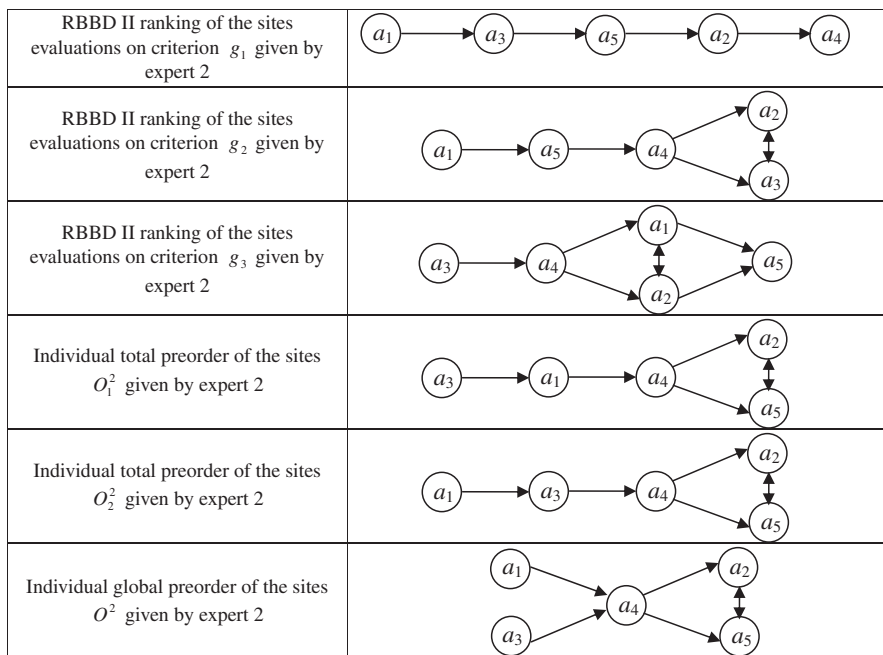 RBBD II ranking of the sites
evaluations on criterion g₁ given by
expert 2
a₁ a₃ a₅ a₂ a₄
RBBD II ranking of the sites
evaluations on criterion g₂ given by
expert 2
a₁ a₅ a₄ a₂ a₃
RBBD II ranking of the sites
evaluations on criterion g₃ given by
expert 2
a₃ a₄ a₁ a₂ a₅
Individual total preorder of the sites
O₁² given by expert 2
a₃ a₁ a₄ a₂ a₅
Individual total preorder of the sites
O₂² given by expert 2
a₁ a₃ a₄ a₂ a₅
Individual global preorder of the sites
O² given by expert 2
a₁ a₃ a₄ a₂ a₅